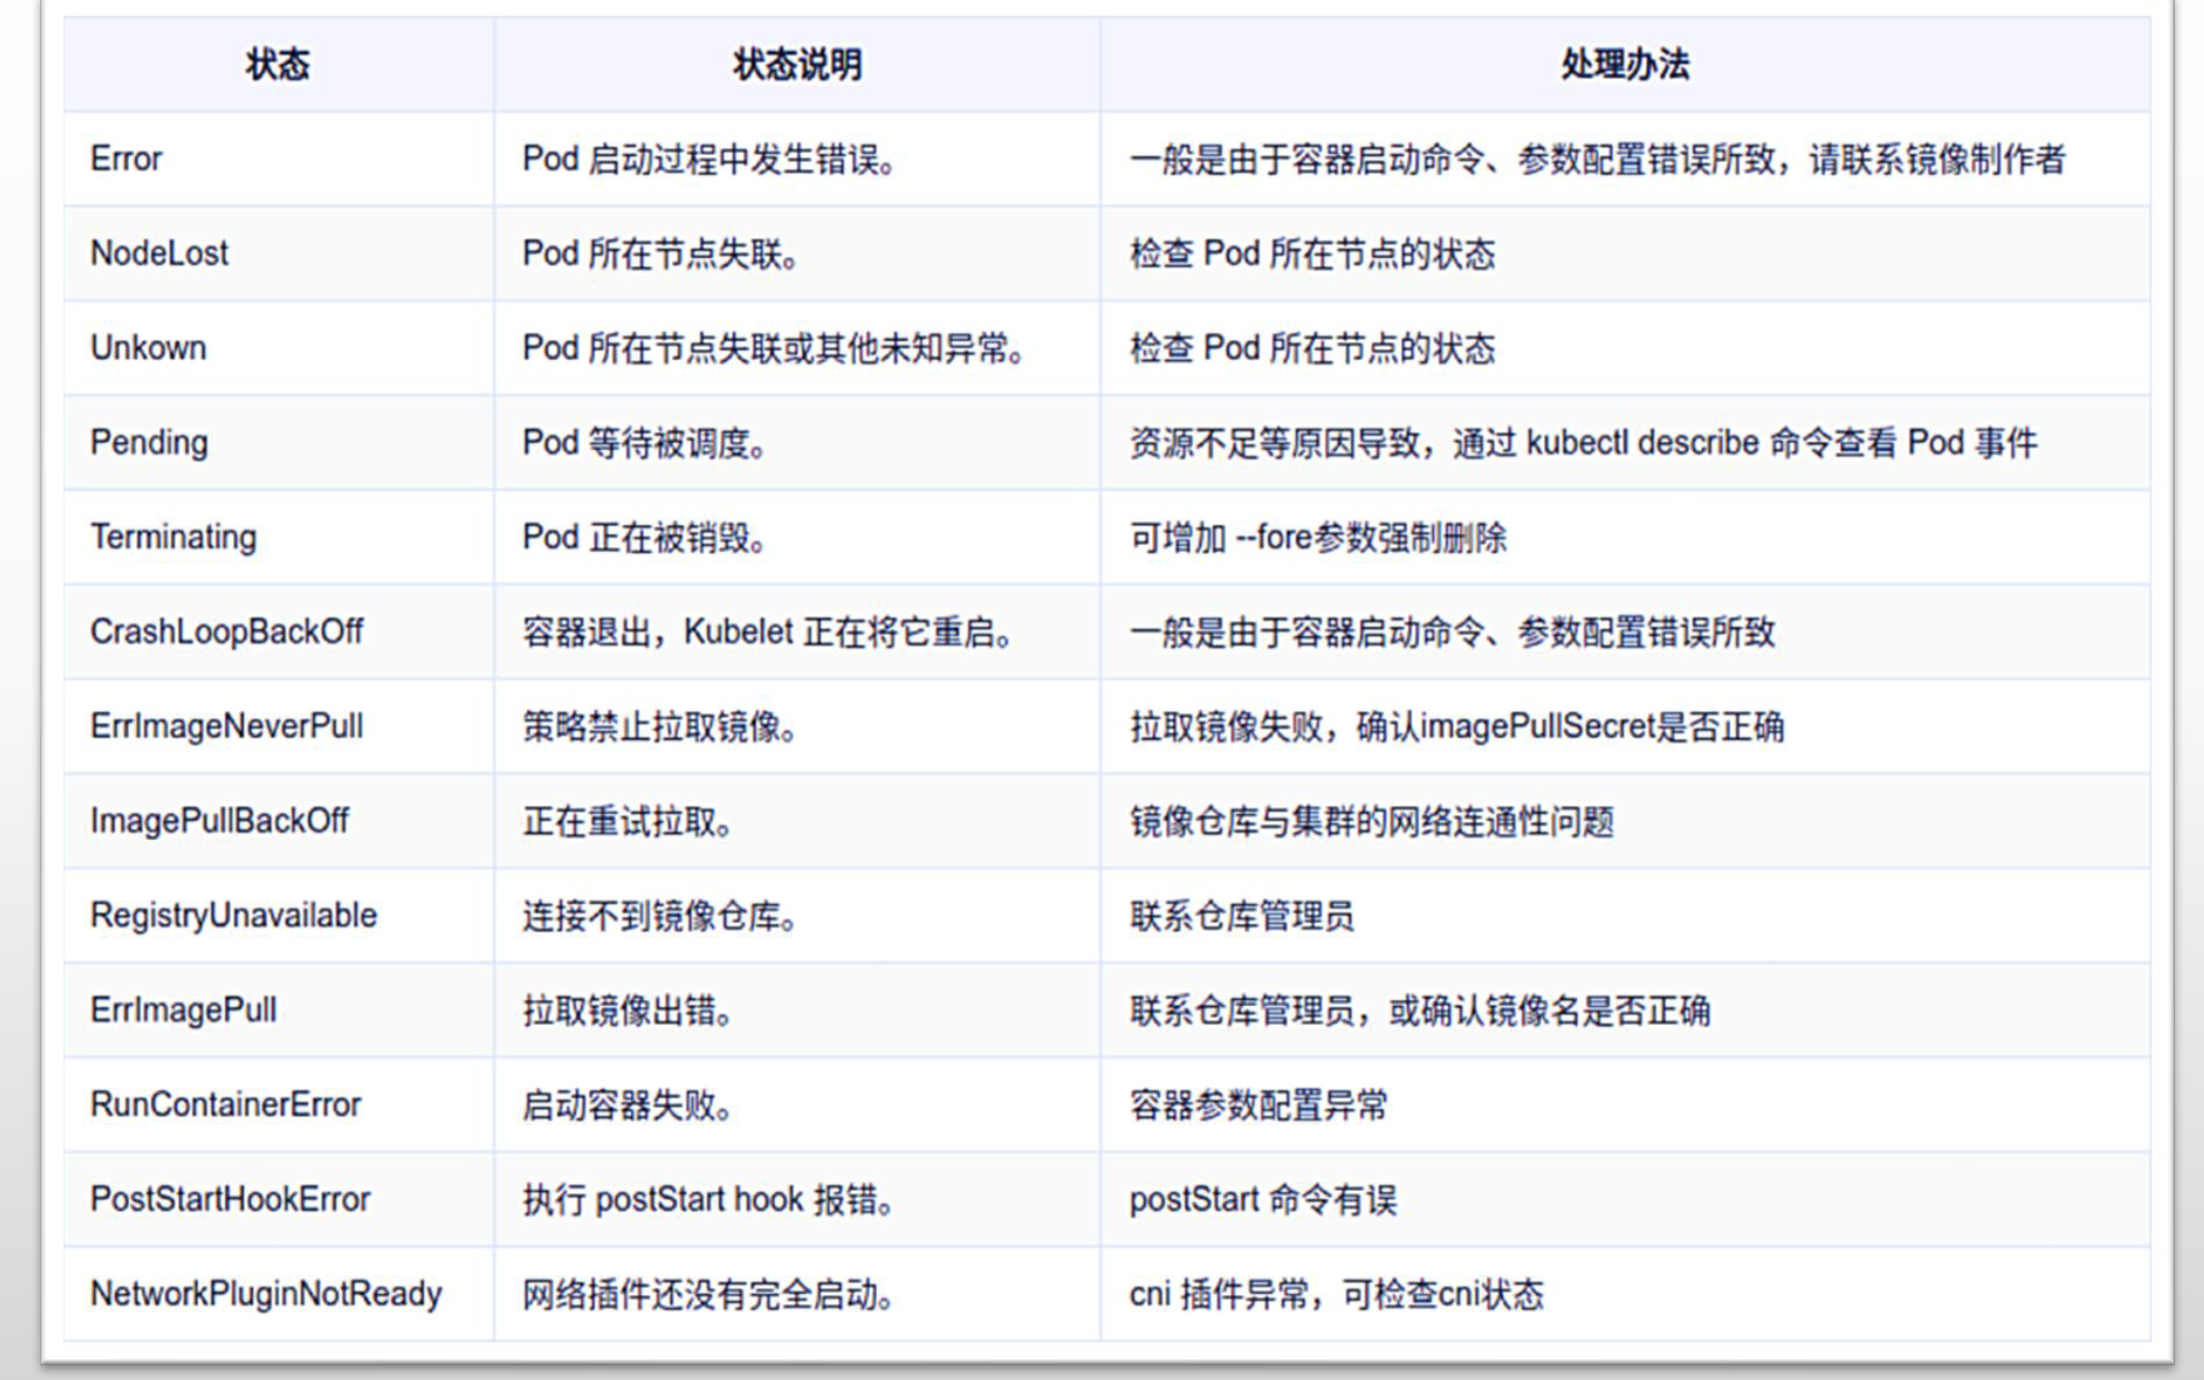 状态 状态说明 处理办法
Error Pod 启动过程中发生错误。 一般是由于容器启动命令、参数配置错误所致，请联系镜像制作者
NodeLost Pod 所在节点失联。 检查 Pod 所在节点的状态
Unkown Pod 所在节点失联或其他未知异常。 检查 Pod 所在节点的状态
Pending Pod 等待被调度。 资源不足等原因导致，通过 kubectl describe 命令查看 Pod 事件
Terminating Pod 正在被销毁。 可增加 --fore参数强制删除
CrashLoopBackOff 容器退出，Kubelet 正在将它重启。 一般是由于容器启动命令、参数配置错误所致
ErrImageNeverPull 策略禁止拉取镜像。 拉取镜像失败，确认imagePullSecret是否正确
ImagePullBackOff 正在重试拉取。 镜像仓库与集群的网络连通性问题
RegistryUnavailable 连接不到镜像仓库。 联系仓库管理员
ErrImagePull 拉取镜像出错。 联系仓库管理员，或确认镜像名是否正确
RunContainerError 启动容器失败。 容器参数配置异常
PostStartHookError 执行 postStart hook 报错。 postStart 命令有误
NetworkPluginNotReady 网络插件还没有完全启动。 cni 插件异常，可检查cni状态